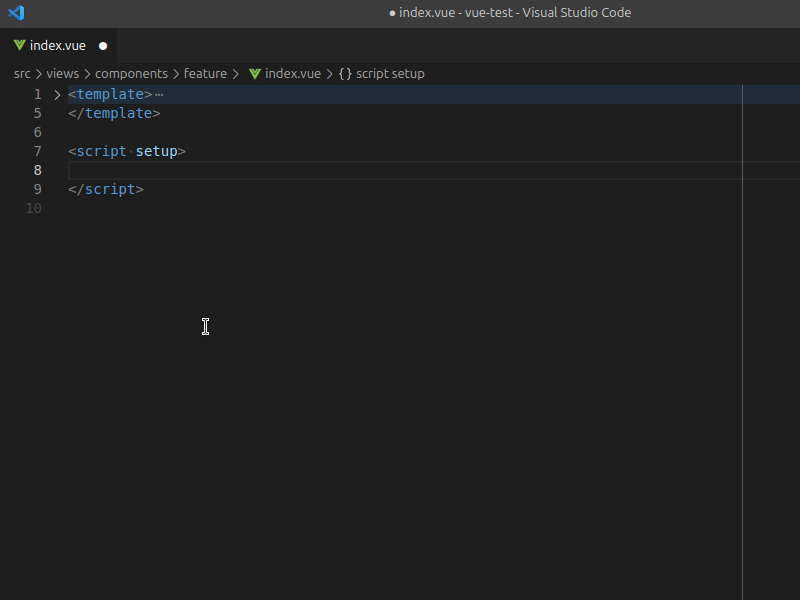 ● index.vue - vue-test - Visual Studio Code
index.vue ●
src > views > components > feature > index.vue > {} script setup
1 > <template>⋯
5 </template>
6
7 <script·setup>
8
9 </script>
10